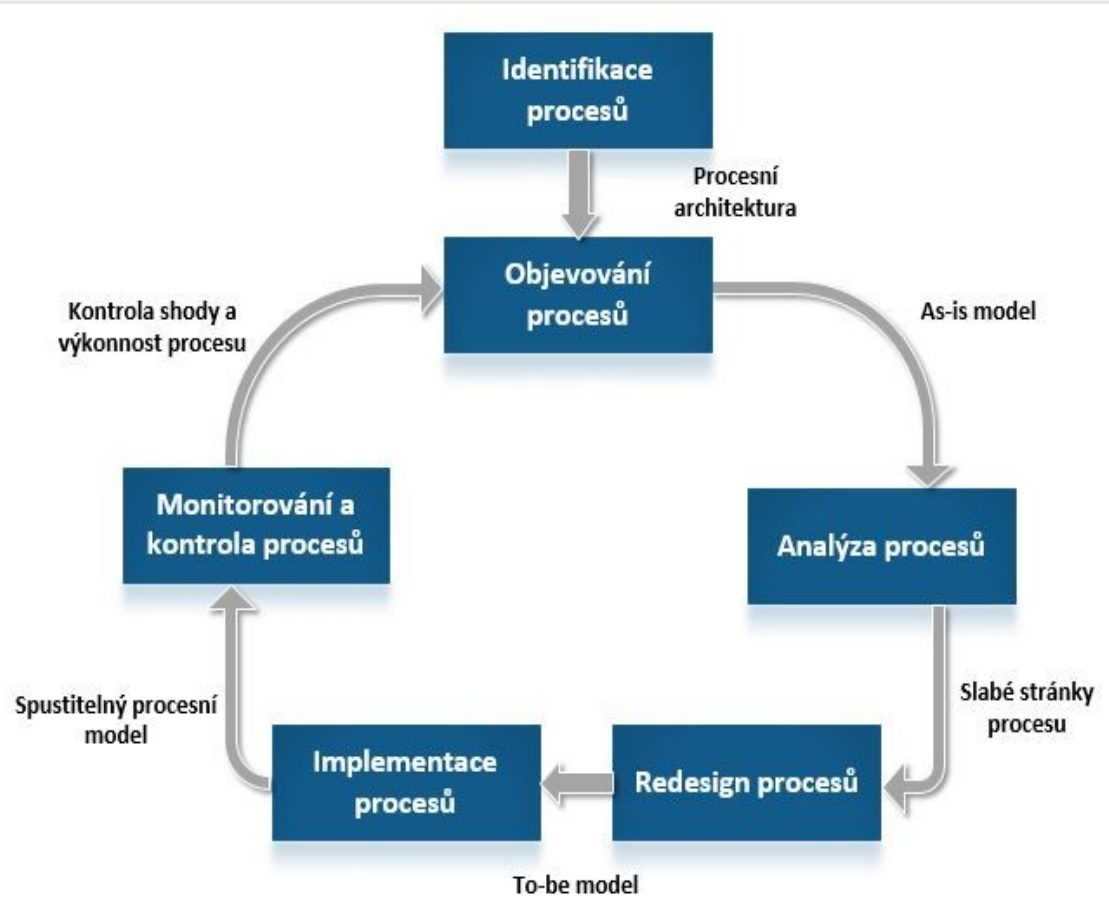 Identifikace
procesů
Procesní
architektura
Objevování
procesů
Kontrola shody a
výkonnost procesu
As-is model
Monitorování a
kontrola procesů
Analýza procesů
Slabé stránky
procesu
Spustitelný procesní
model
Implementace
procesů
Redesign procesů
To-be model